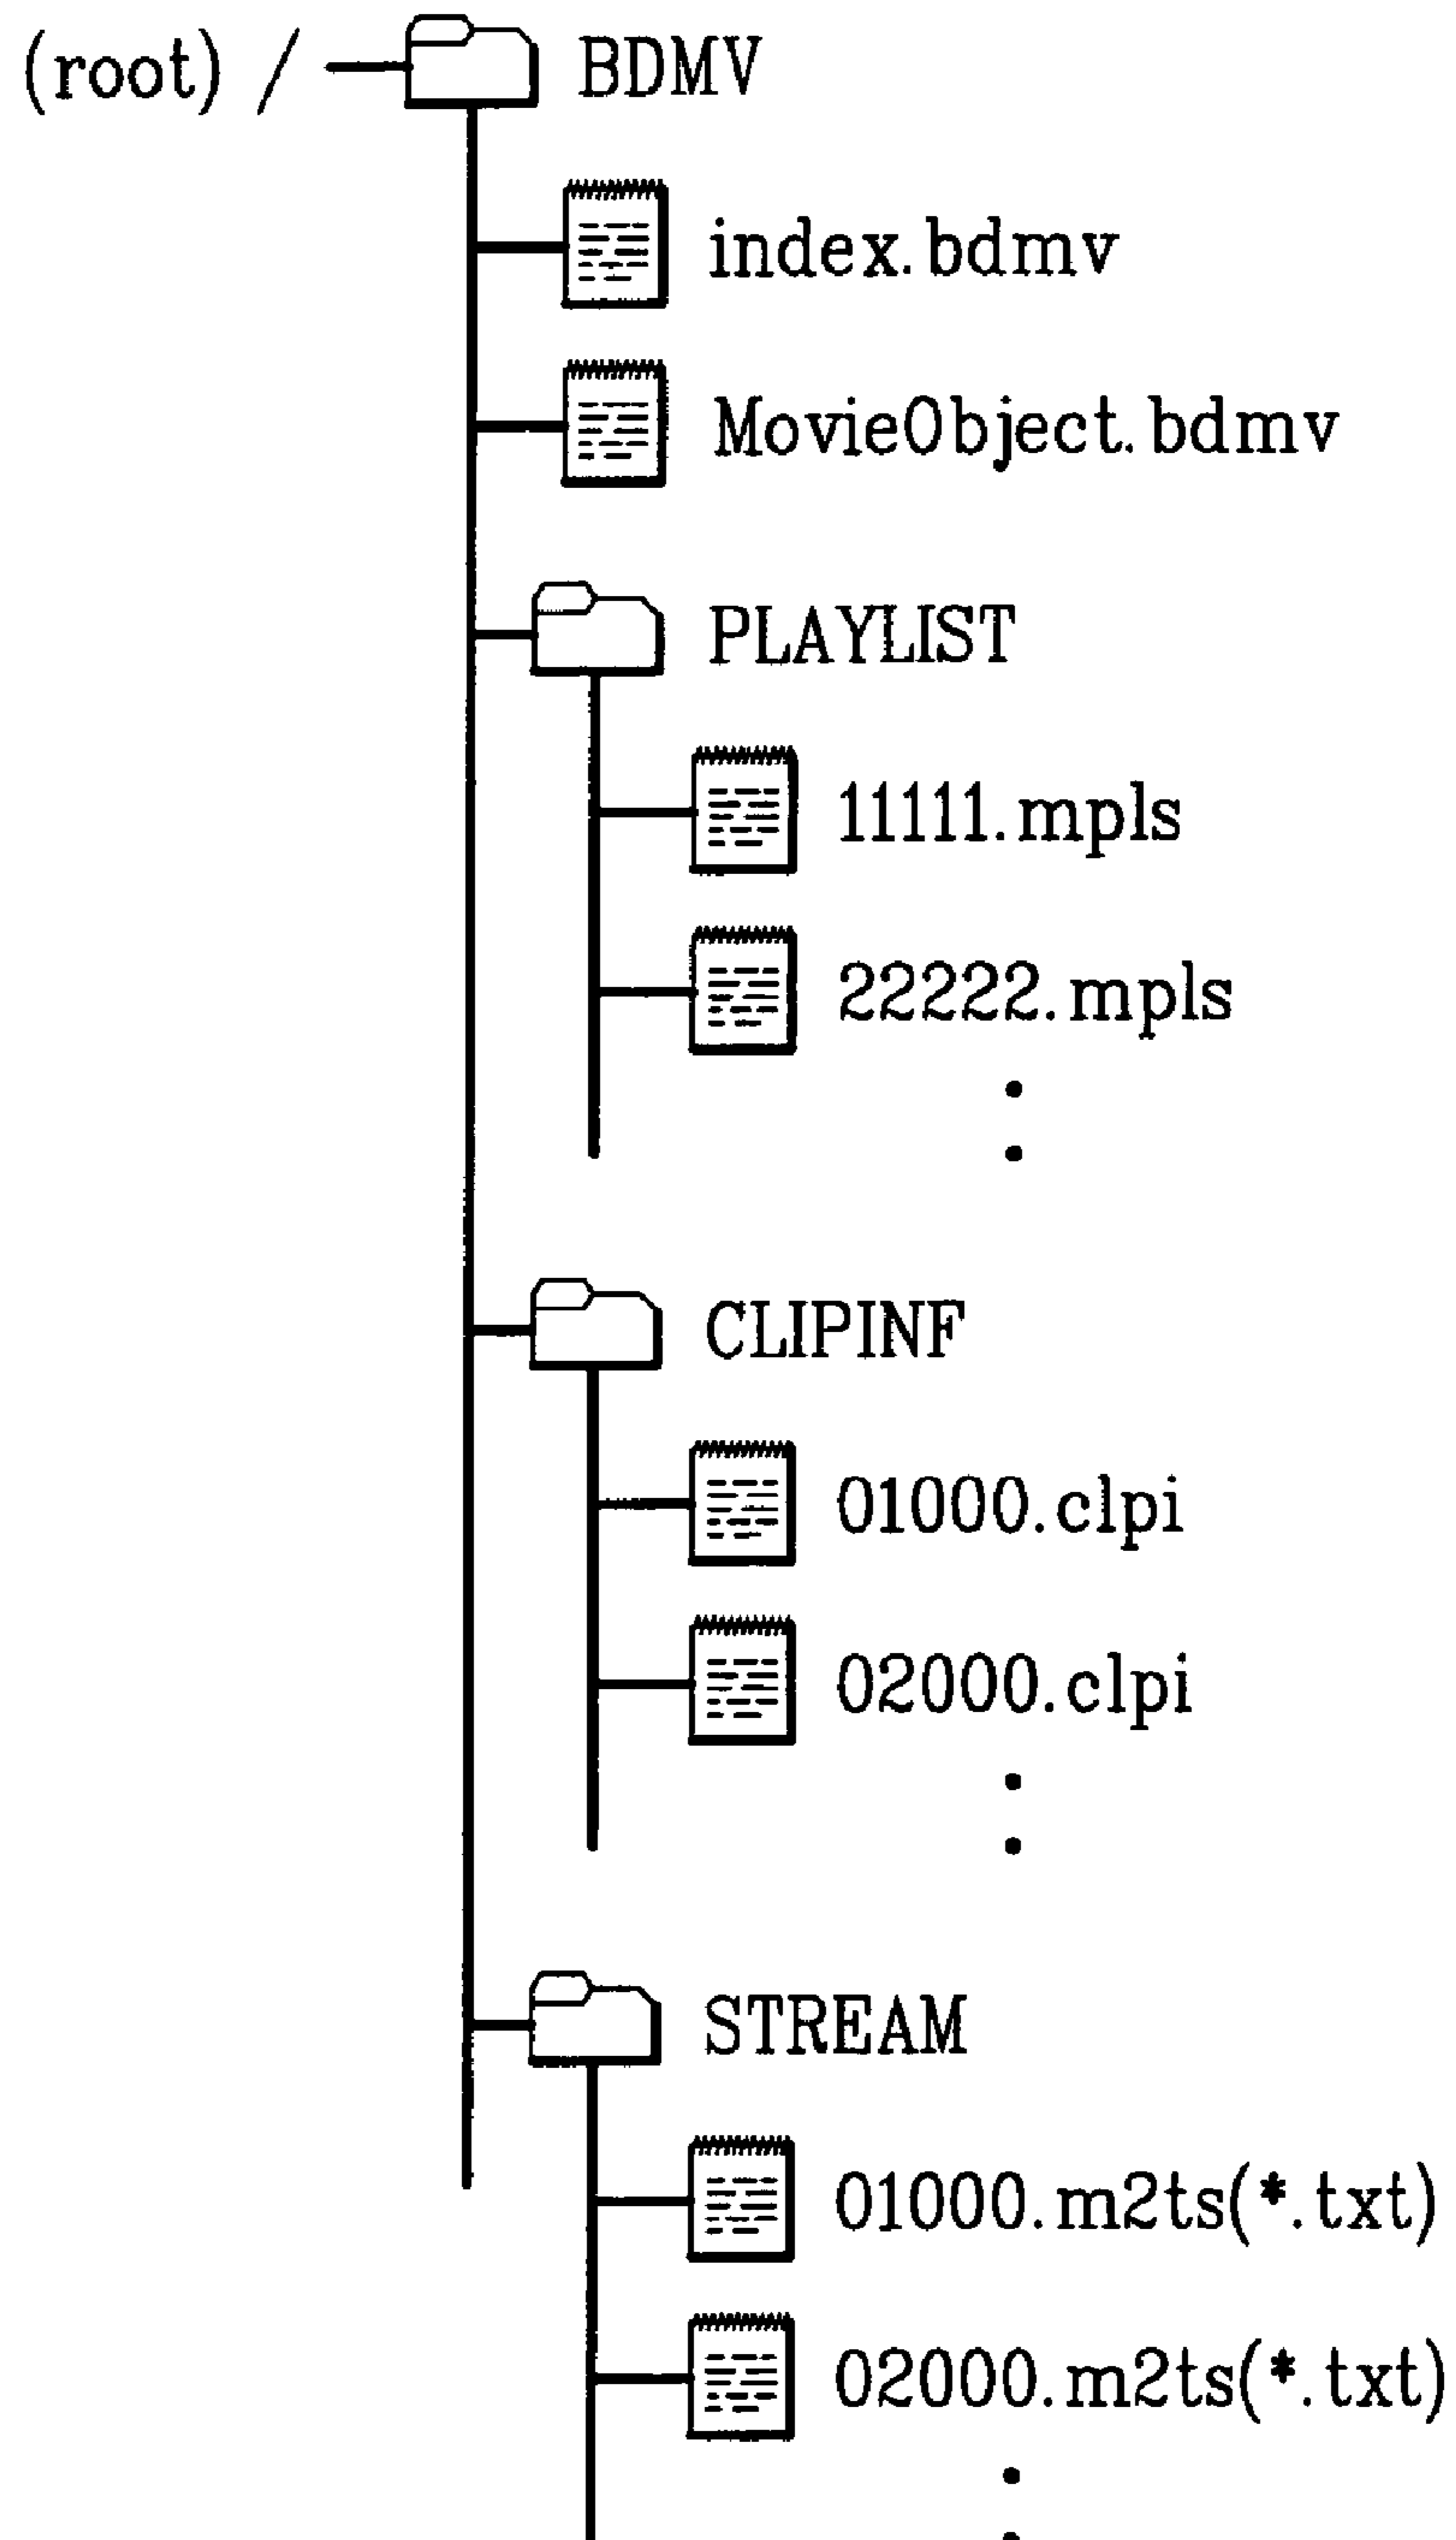 (root) / BDMV
index.bdmv
MovieObject.bdmv
PLAYLIST
11111.mpls
22222.mpls
CLIPINF
01000.clpi
02000.clpi
STREAM
01000.m2ts(*.txt)
02000.m2ts(*.txt)